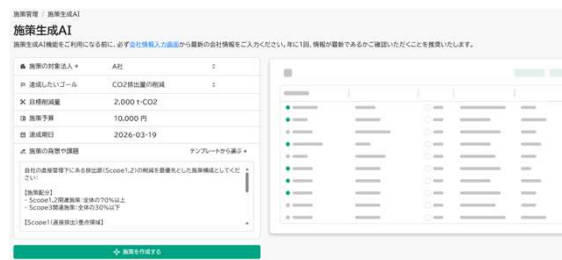 施策管理 / 施策生成AI
施策生成AI
施策生成AI機能をご利用になる前に、必ず会社情報入力画面から最新の会社情報をご入力ください。年に1回、情報が最新であるかご確認いただくことを推奨いたします。
施策の対象法人 A社
達成したいゴール CO2排出量の削減
目標削減量 2,000 t-CO2
施策予算 10,000 円
達成期日 2026-03-19
施策の背景や課題 テンプレートから選ぶ
自社の直接管理下にある排出源(Scope1,2)の削減を最優先とした施策構成としてくだ
さい:
【施策配分】
- Scope1,2関連施策:全体の70%以上
- Scope3関連施策:全体の30%以下
【Scope1(直接排出)重点領域】
施策を作成する